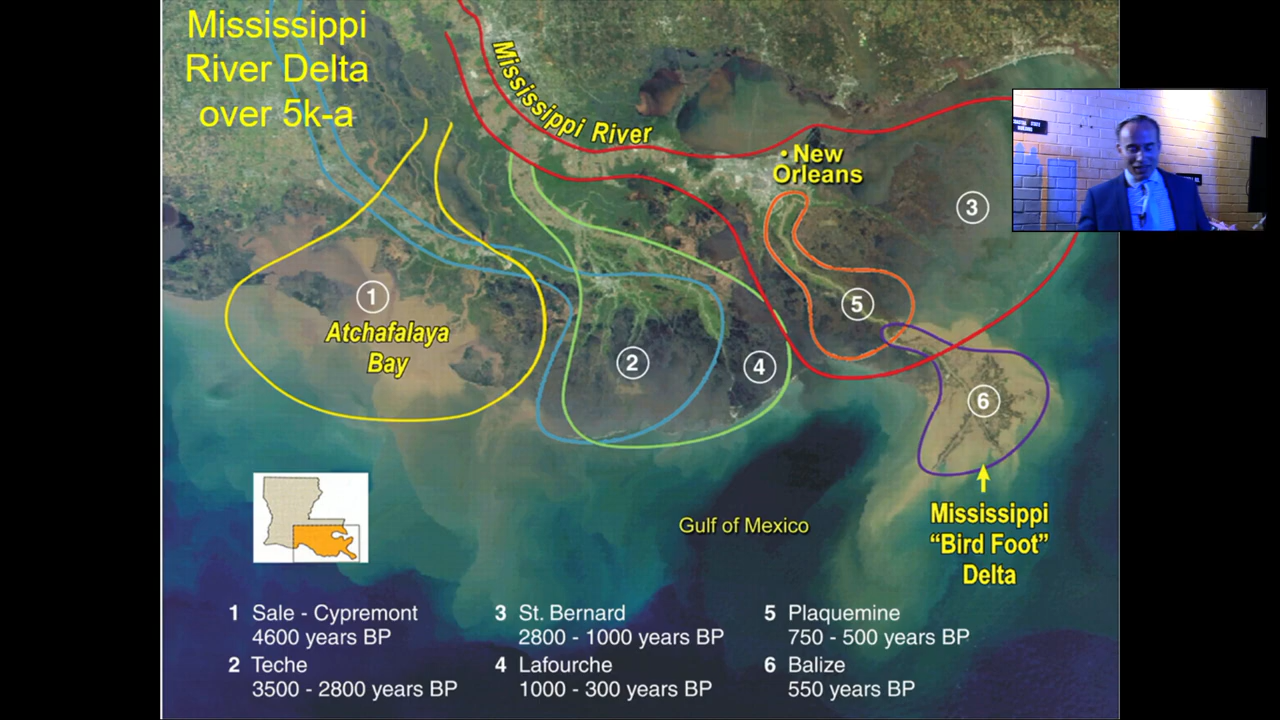 Mississippi
River Delta
over 5k-a
Mississippi River
• New
Orleans
3
1
5
Atchafalaya
Bay
2
4
6
Gulf of Mexico
Mississippi
“Bird Foot”
Delta
1 Sale - Cypremont
4600 years BP
2 Teche
3500 - 2800 years BP
3 St. Bernard
2800 - 1000 years BP
4 Lafourche
1000 - 300 years BP
5 Plaquemine
750 - 500 years BP
6 Balize
550 years BP